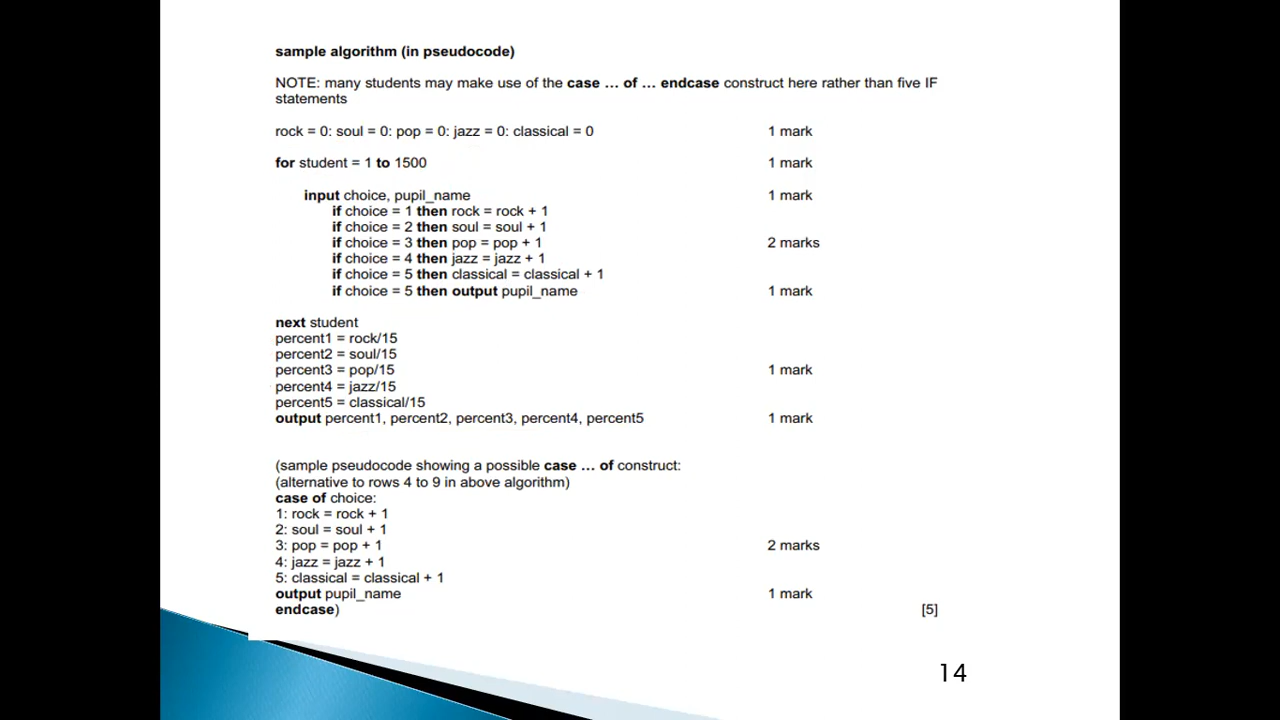 sample algorithm (in pseudocode)
NOTE: many students may make use of the case … of … endcase construct here rather than five IF
statements
rock = 0: soul = 0: pop = 0: jazz = 0: classical = 0 1 mark
for student = 1 to 1500 1 mark
input choice, pupil_name 1 mark
if choice = 1 then rock = rock + 1
if choice = 2 then soul = soul + 1
if choice = 3 then pop = pop + 1 2 marks
if choice = 4 then jazz = jazz + 1
if choice = 5 then classical = classical + 1
if choice = 5 then output pupil_name 1 mark
next student
percent1 = rock/15
percent2 = soul/15
percent3 = pop/15 1 mark
percent4 = jazz/15
percent5 = classical/15
output percent1, percent2, percent3, percent4, percent5 1 mark
(sample pseudocode showing a possible case … of construct:
(alternative to rows 4 to 9 in above algorithm)
case of choice:
1: rock = rock + 1
2: soul = soul + 1
3: pop = pop + 1 2 marks
4: jazz = jazz + 1
5: classical = classical + 1
output pupil_name 1 mark
endcase) [5]
14